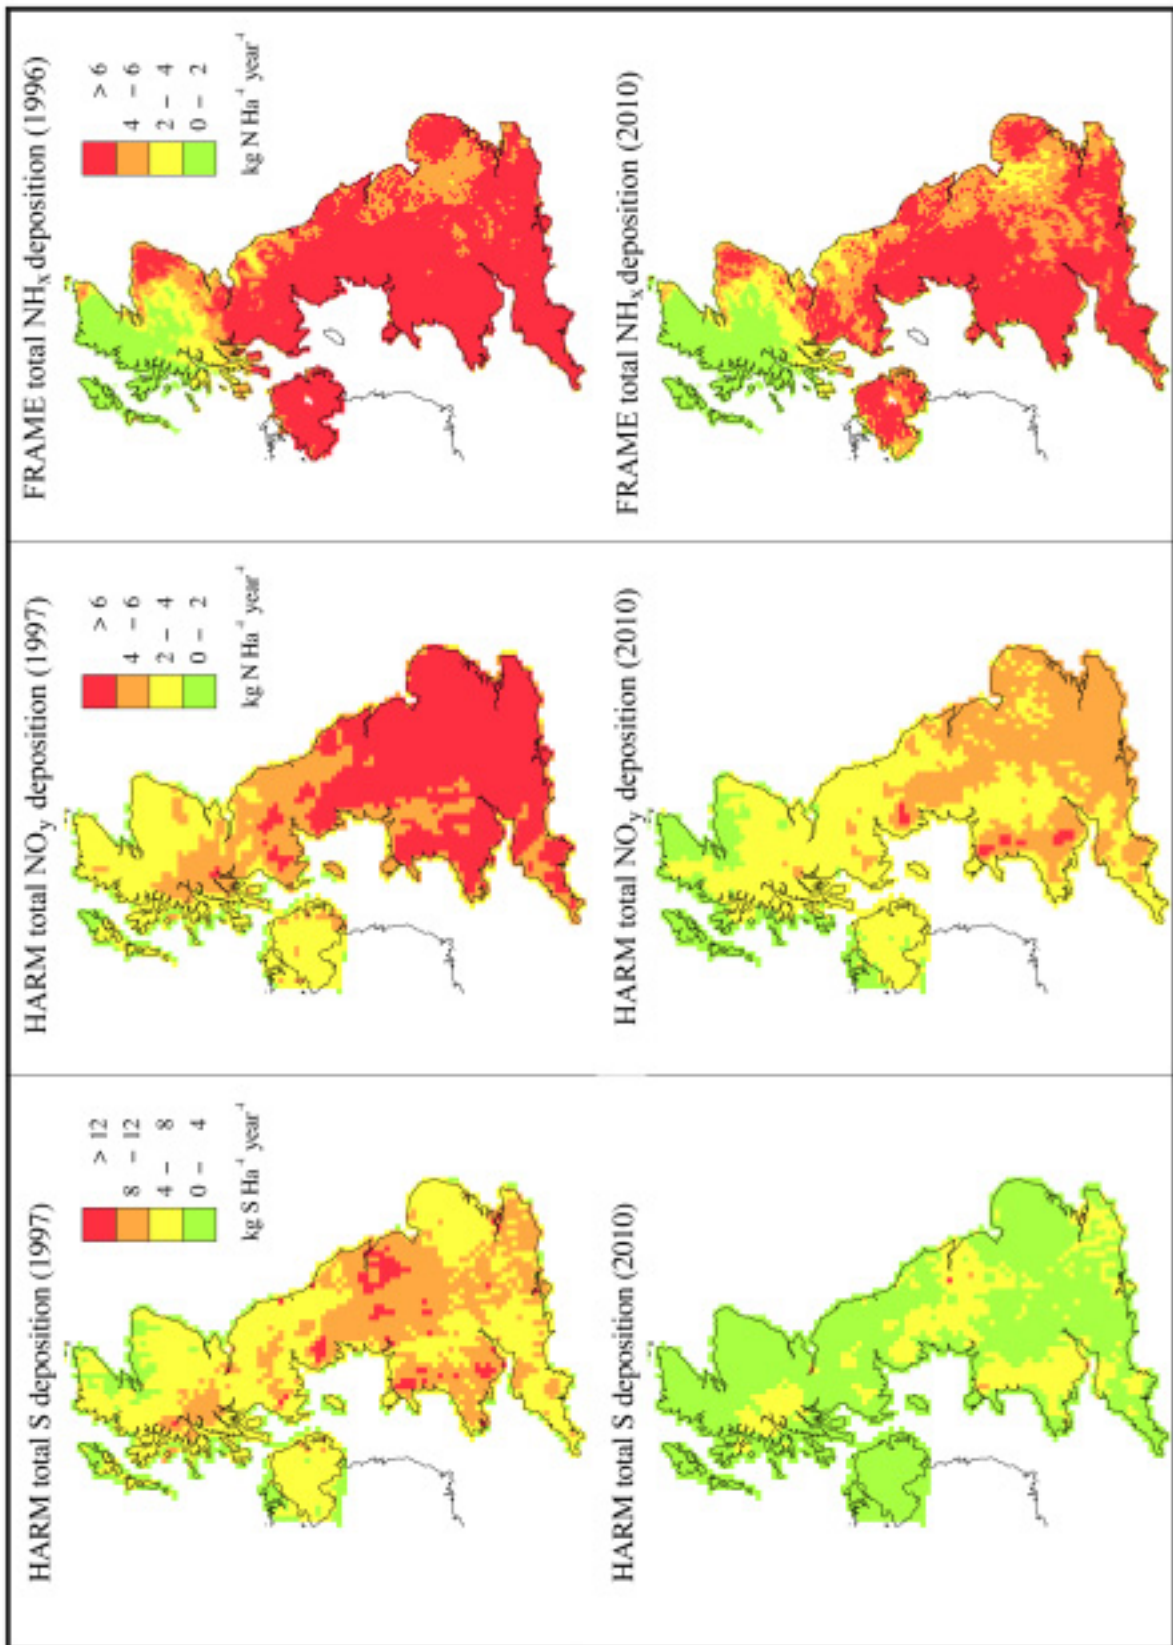 HARM total S deposition (1997)
> 12
8 – 12
4 – 8
0 – 4
kg S Ha⁻¹ year⁻¹
HARM total NOy deposition (1997)
> 6
4 – 6
2 – 4
0 – 2
kg N Ha⁻¹ year⁻¹
FRAME total NHx deposition (1996)
> 6
4 – 6
2 – 4
0 – 2
kg N Ha⁻¹ year⁻¹
HARM total S deposition (2010)
HARM total NOy deposition (2010)
FRAME total NHx deposition (2010)